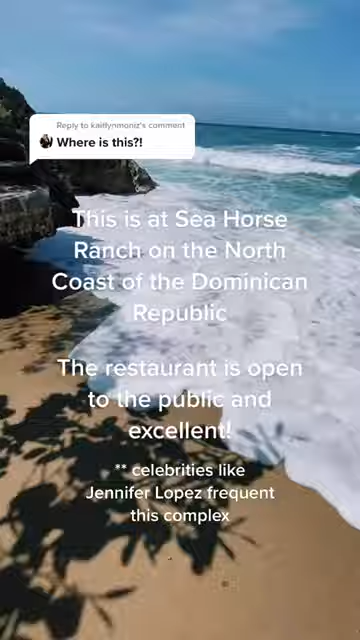 Reply to kaitlynmoniz's comment
Where is this?!
This is at Sea Horse
Ranch on the North
Coast of the Dominican
Republic
The restaurant is open
to the public and
excellent!
** celebrities like
Jennifer Lopez frequent
this complex